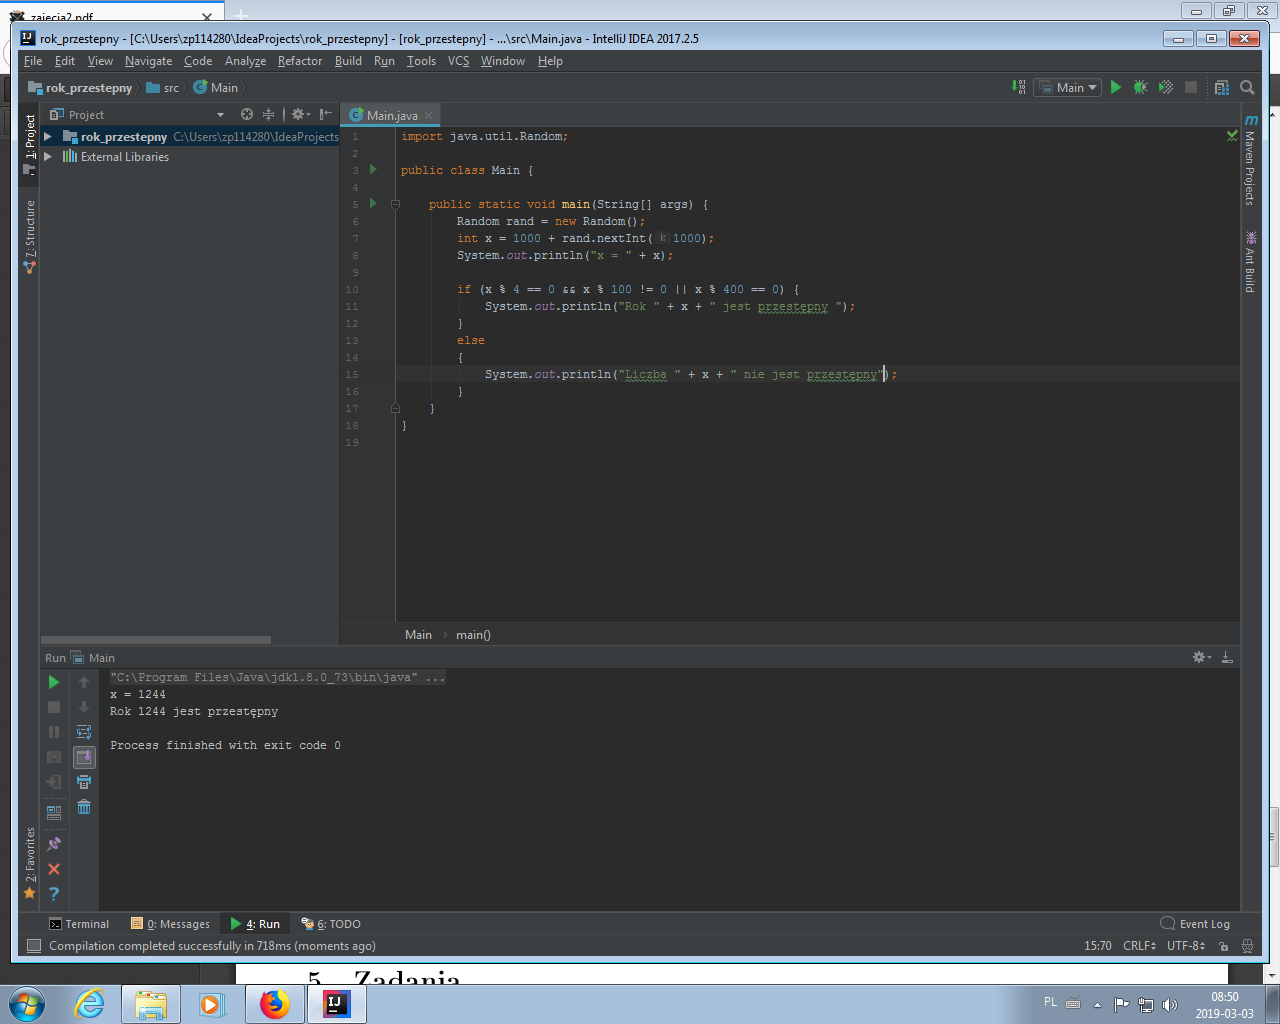 zajecia2.pdf
rok_przestepny - [C:\Users\zp114280\IdeaProjects\rok_przestepny] - [rok_przestepny] - ...\src\Main.java - IntelliJ IDEA 2017.2.5
File Edit View Navigate Code Analyze Refactor Build Run Tools VCS Window Help
rok_przestepny src Main Main
Project Main.java
rok_przestepny C:\Users\zp114280\IdeaProjects
External Libraries
1: Project
7: Structure
2: Favorites
1 import java.util.Random;
2
3 public class Main {
4
5 public static void main(String[] args) {
6 Random rand = new Random();
7 int x = 1000 + rand.nextInt( i: 1000);
8 System.out.println("x = " + x);
9
10 if (x % 4 == 0 && x % 100 != 0 || x % 400 == 0) {
11 System.out.println("Rok " + x + " jest przestępny ");
12 }
13 else
14 {
15 System.out.println("Liczba " + x + " nie jest przestępny");
16 }
17 }
18 }
19
Maven Projects
Ant Build
Main main()
Run Main
"C:\Program Files\Java\jdk1.8.0_73\bin\java" ...
x = 1244
Rok 1244 jest przestępny
Process finished with exit code 0
Terminal 0: Messages 4: Run 6: TODO Event Log
Compilation completed successfully in 718ms (moments ago) 15:70 CRLF UTF-8
5 Zadania
PL 08:50
2019-03-03